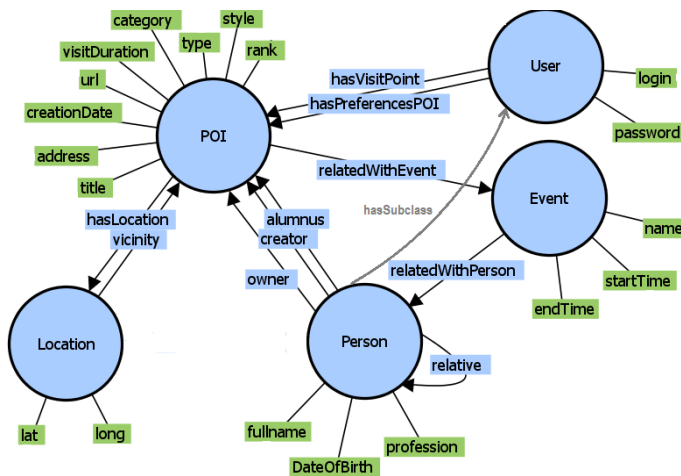 style
category
type
visitDuration
rank
url
hasVisitPoint
User
login
creationDate
hasPreferencesPOI
password
POI
address
relatedWithEvent
title
Event
hasSubclass
hasLocation
alumnus
name
vicinity
creator
relatedWithPerson
owner
startTime
endTime
Location
Person
relative
fullname
lat
long
profession
DateOfBirth